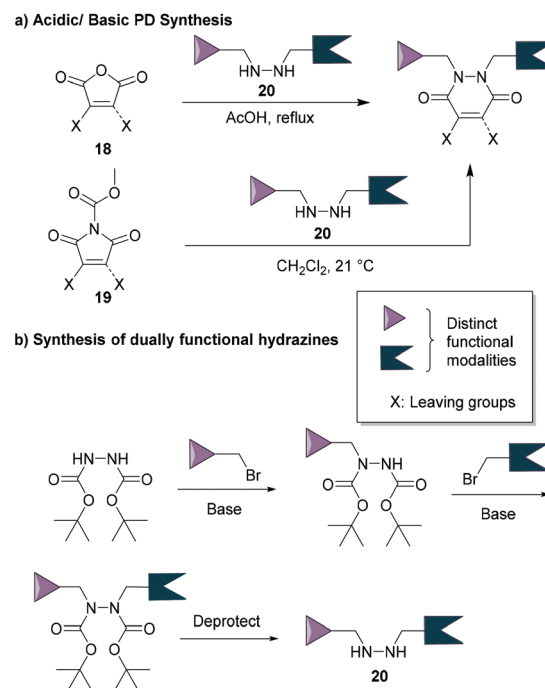 a) Acidic/ Basic PD Synthesis
O
O
O
X
X
18
HN–NH
20
AcOH, reflux
N
N
O
O
X
X
O
O
N
O
O
X
X
19
HN–NH
20
CH₂Cl₂, 21 °C
Distinct
functional
modalities
X: Leaving groups
b) Synthesis of dually functional hydrazines
HN–NH
O
O
O
O
Br
Base
N–NH
O
O
O
O
Br
Base
N–N
O
O
O
O
Deprotect
HN–NH
20